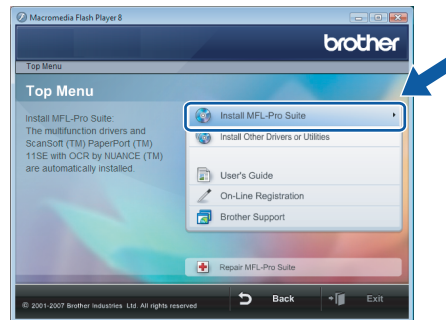 Macromedia Flash Player 8
brother
Top Menu
Top Menu
Install MFL-Pro Suite:
The multifunction drivers and
ScanSoft (TM) PaperPort (TM)
11SE with OCR by NUANCE (TM)
are automatically installed.
Install MFL-Pro Suite
Install Other Drivers or Utilities
User's Guide
On-Line Registration
Brother Support
Repair MFL-Pro Suite
© 2001-2007 Brother Industries Ltd. All rights reserved
Back
Exit